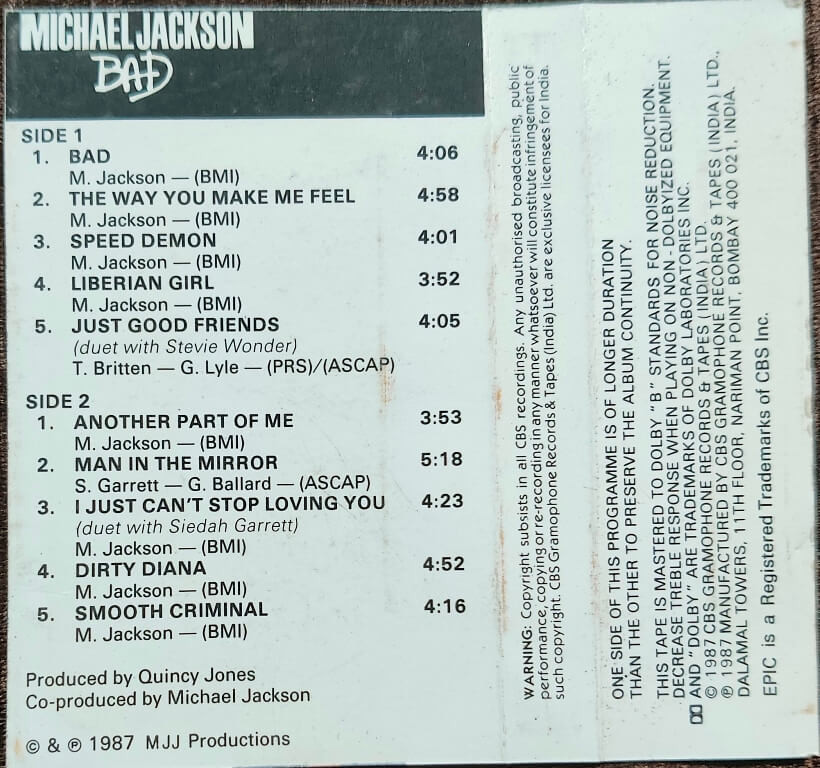 MICHAEL JACKSON
BAD
SIDE 1
1. BAD 4:06
M. Jackson — (BMI)
2. THE WAY YOU MAKE ME FEEL 4:58
M. Jackson — (BMI)
3. SPEED DEMON 4:01
M. Jackson — (BMI)
4. LIBERIAN GIRL 3:52
M. Jackson — (BMI)
5. JUST GOOD FRIENDS 4:05
(duet with Stevie Wonder)
T. Britten — G. Lyle — (PRS)/(ASCAP)
SIDE 2
1. ANOTHER PART OF ME 3:53
M. Jackson — (BMI)
2. MAN IN THE MIRROR 5:18
S. Garrett — G. Ballard — (ASCAP)
3. I JUST CAN'T STOP LOVING YOU 4:23
(duet with Siedah Garrett)
M. Jackson — (BMI)
4. DIRTY DIANA 4:52
M. Jackson — (BMI)
5. SMOOTH CRIMINAL 4:16
M. Jackson — (BMI)
Produced by Quincy Jones
Co-produced by Michael Jackson
© & ℗ 1987 MJJ Productions
WARNING: Copyright subsists in all CBS recordings. Any unauthorised broadcasting, public
performance, copying or re-recording in any manner whatsoever will constitute infringement of
such copyright. CBS Gramophone Records & Tapes (India) Ltd. are exclusive licensees for India.
ONE SIDE OF THIS PROGRAMME IS OF LONGER DURATION
THAN THE OTHER TO PRESERVE THE ALBUM CONTINUITY.
THIS TAPE IS MASTERED TO DOLBY "B" STANDARDS FOR NOISE REDUCTION.
DECREASE TREBLE RESPONSE WHEN PLAYING ON NON-DOLBYIZED EQUIPMENT.
AND "DOLBY" ARE TRADEMARKS OF DOLBY LABORATORIES INC.
© 1987 CBS GRAMOPHONE RECORDS & TAPES (INDIA) LTD.
℗ 1987 MANUFACTURED BY CBS GRAMOPHONE RECORDS & TAPES (INDIA) LTD.,
DALAMAL TOWERS, 11TH FLOOR, NARIMAN POINT, BOMBAY 400 021, INDIA.
EPIC is a Registered Trademarks of CBS Inc.